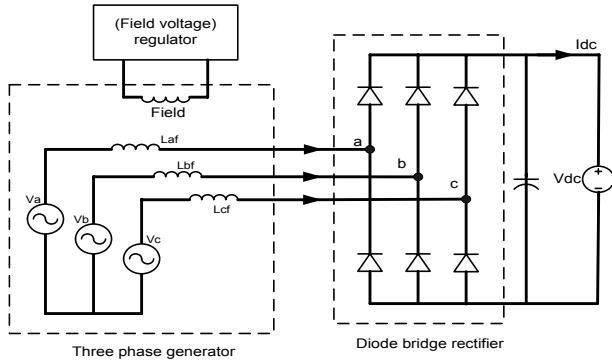 (Field voltage)
regulator
Field
Idc
Laf
a
Lbf
b
Va
Lcf
c
Vb
Vc
Vdc
+
-
Three phase generator
Diode bridge rectifier